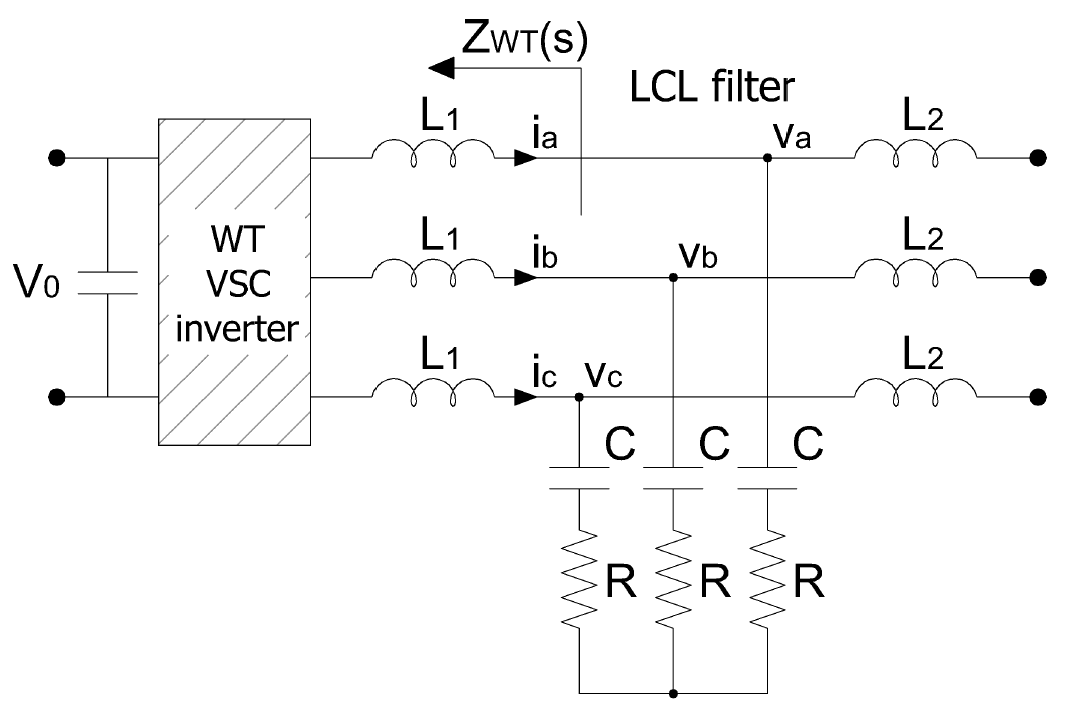 ZWT(s)
LCL filter
L1 ia va L2
WT
VSC
inverter
V0
L1 ib vb L2
L1 ic vc L2
C C C
R R R